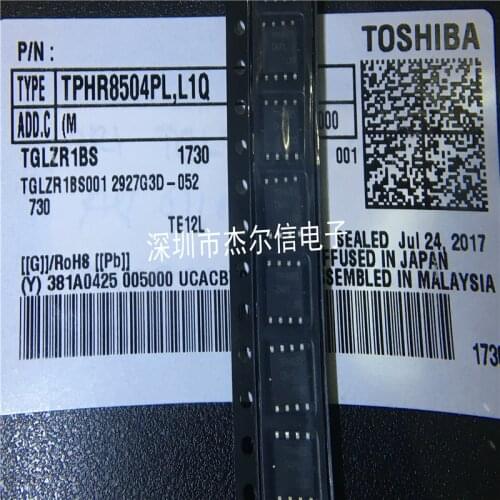 P/N :
TOSHIBA
TYPE TPHR8504PL,L1Q
ADD.C (M 000
TGLZR1BS 1730 001
TGLZR1BS001 2927G3D-052
730
TE12L
深圳市杰尔信电子
SEALED Jul 24, 2017
FFUSED IN JAPAN
[[G]]/RoHS [[Pb]] SEMBLED IN MALAYSIA
(Y) 381A0425 005000 UCACB
1730